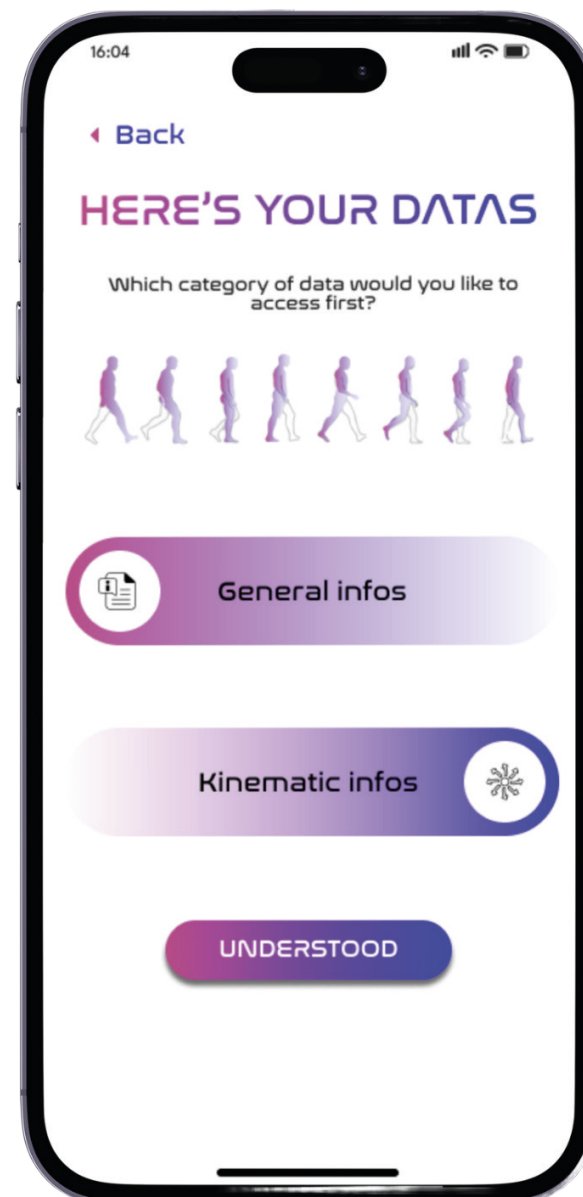 16:04
Back
HERE'S YOUR DATAS
Which category of data would you like to
access first?
General infos
Kinematic infos
UNDERSTOOD